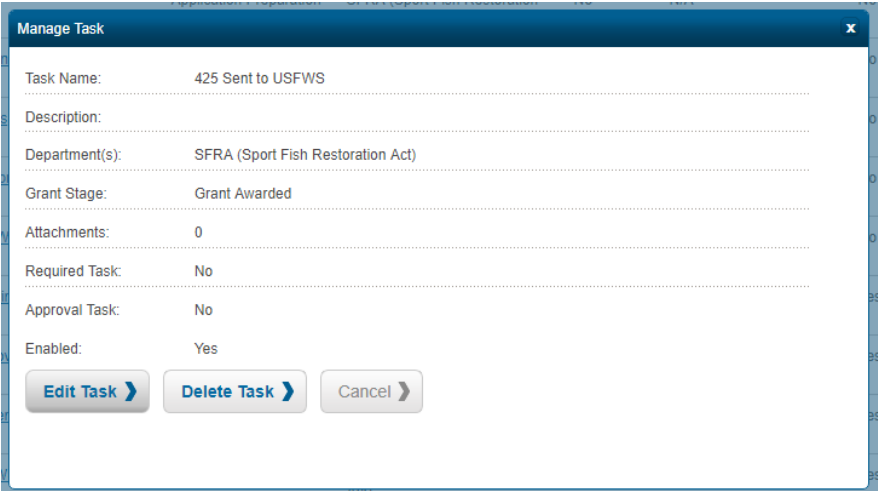 Manage Task x
Task Name: 425 Sent to USFWS
Description:
Department(s): SFRA (Sport Fish Restoration Act)
Grant Stage: Grant Awarded
Attachments: 0
Required Task: No
Approval Task: No
Enabled: Yes
Edit Task ❯ Delete Task ❯ Cancel ❯